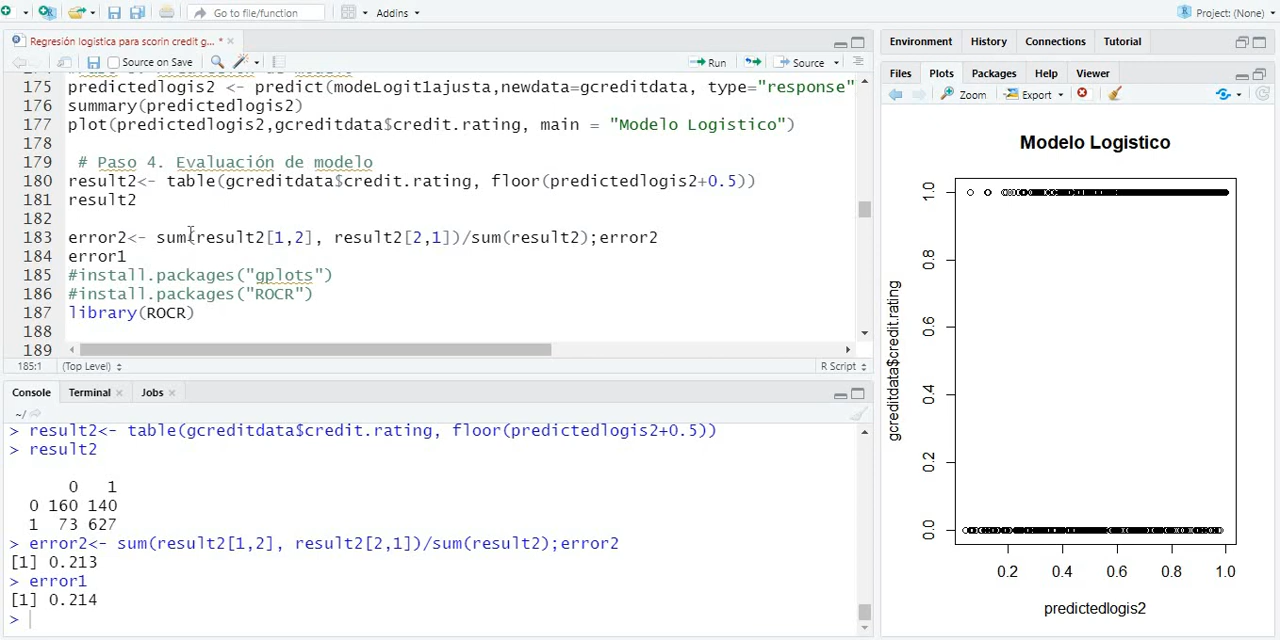 Go to file/function
Addins
Project: (None)
Regresión logística para scorin credit g... *
Source on Save
Run
Source
175 predictedlogis2 <- predict(modeLogit1ajusta,newdata=gcreditdata, type="response"
176 summary(predictedlogis2)
177 plot(predictedlogis2,gcreditdata$credit.rating, main = "Modelo Logistico")
178
179 # Paso 4. Evaluación de modelo
180 result2<- table(gcreditdata$credit.rating, floor(predictedlogis2+0.5))
181 result2
182
183 error2<- sum(result2[1,2], result2[2,1])/sum(result2);error2
184 error1
185 #install.packages("gplots")
186 #install.packages("ROCR")
187 library(ROCR)
188
189
185:1 (Top Level)
R Script
Console Terminal Jobs
~/
> result2<- table(gcreditdata$credit.rating, floor(predictedlogis2+0.5))
> result2
0 1
0 160 140
1 73 627
> error2<- sum(result2[1,2], result2[2,1])/sum(result2);error2
[1] 0.213
> error1
[1] 0.214
>
Environment History Connections Tutorial
Files Plots Packages Help Viewer
Zoom Export
Modelo Logistico
gcreditdata$credit.rating
1.0
0.8
0.6
0.4
0.2
0.0
0.2 0.4 0.6 0.8 1.0
predictedlogis2